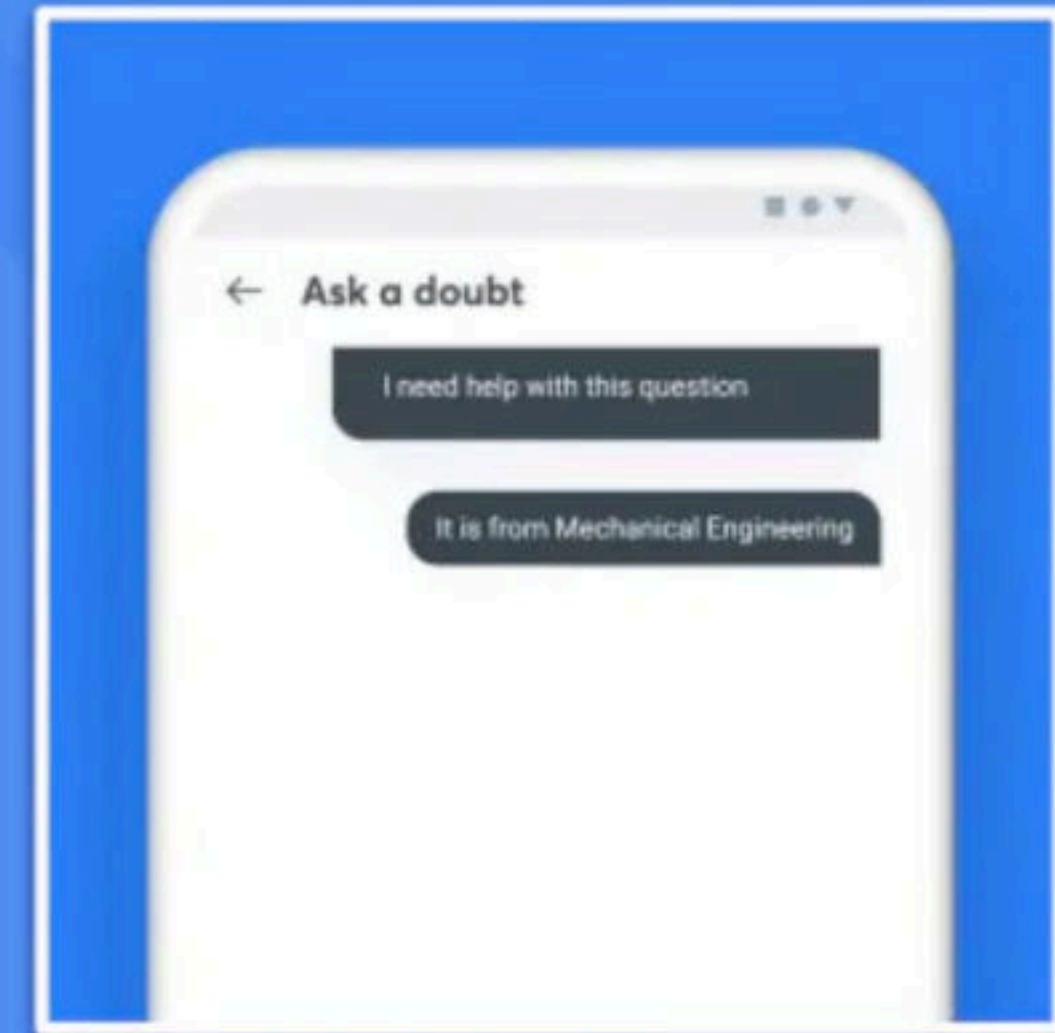 Ask a doubt
I need help with this question
It is from Mechanical Engineering